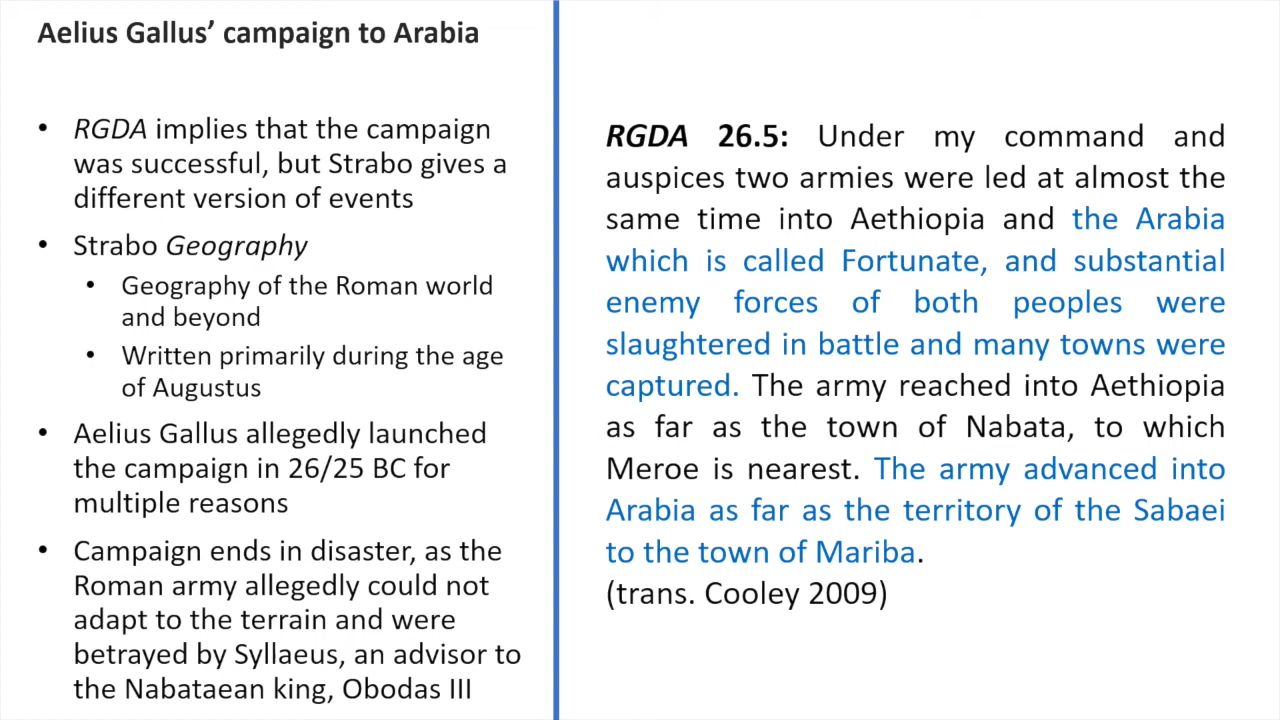 Aelius Gallus’ campaign to Arabia
• RGDA implies that the campaign
was successful, but Strabo gives a
different version of events
• Strabo Geography
• Geography of the Roman world
and beyond
• Written primarily during the age
of Augustus
• Aelius Gallus allegedly launched
the campaign in 26/25 BC for
multiple reasons
• Campaign ends in disaster, as the
Roman army allegedly could not
adapt to the terrain and were
betrayed by Syllaeus, an advisor to
the Nabataean king, Obodas III
RGDA 26.5: Under my command and
auspices two armies were led at almost the
same time into Aethiopia and the Arabia
which is called Fortunate, and substantial
enemy forces of both peoples were
slaughtered in battle and many towns were
captured. The army reached into Aethiopia
as far as the town of Nabata, to which
Meroe is nearest. The army advanced into
Arabia as far as the territory of the Sabaei
to the town of Mariba.
(trans. Cooley 2009)